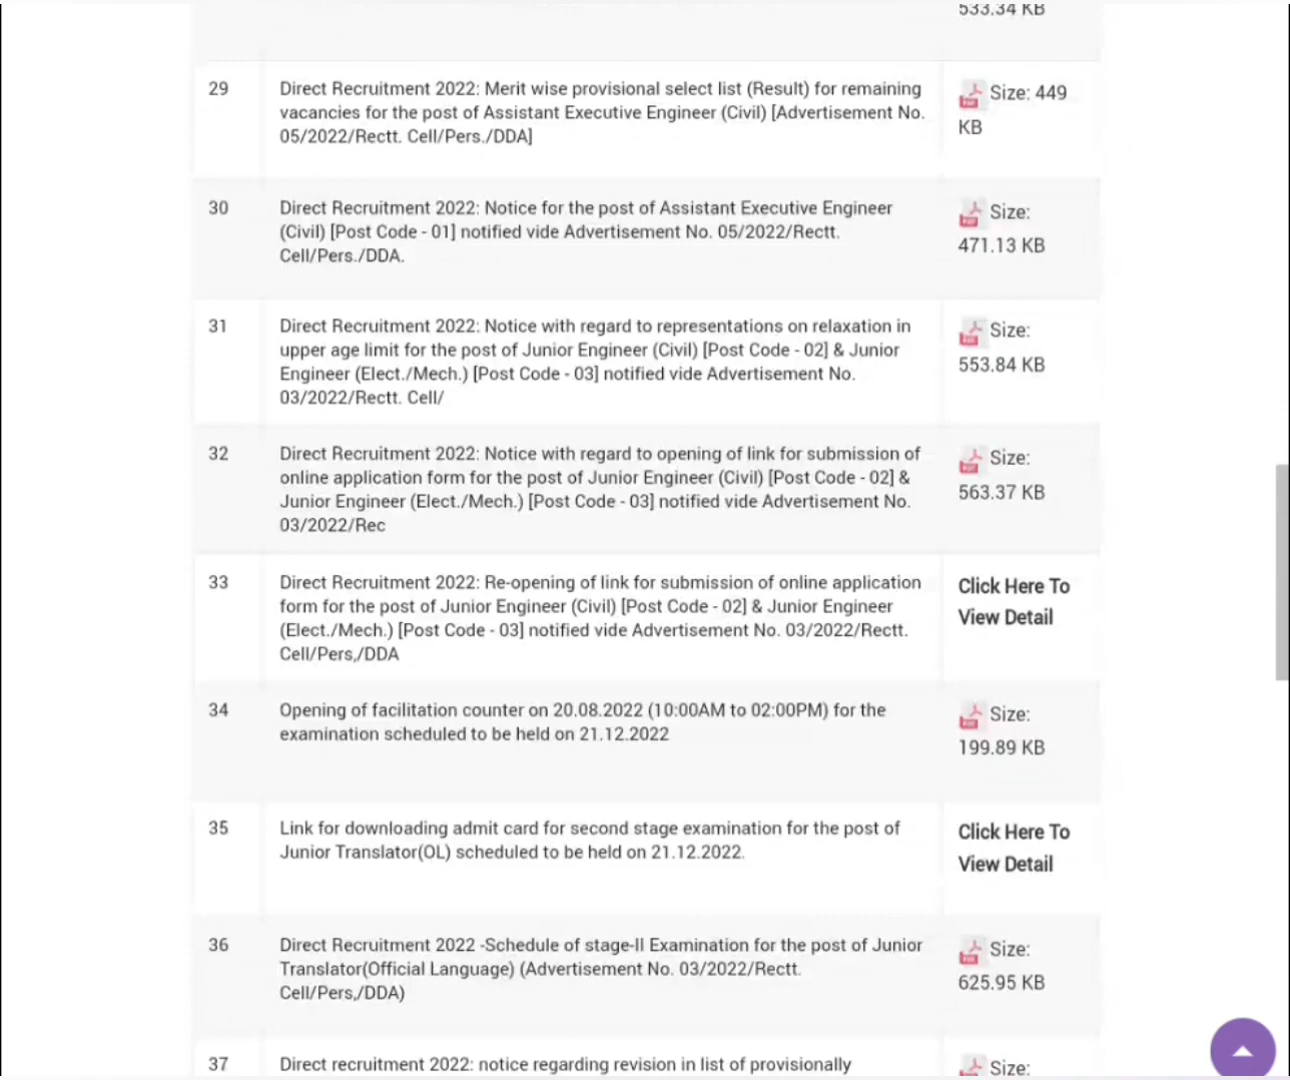 533.34 KB
29
Direct Recruitment 2022: Merit wise provisional select list (Result) for remaining
vacancies for the post of Assistant Executive Engineer (Civil) [Advertisement No.
05/2022/Rectt. Cell/Pers./DDA]
Size: 449
KB
30
Direct Recruitment 2022: Notice for the post of Assistant Executive Engineer
(Civil) [Post Code - 01] notified vide Advertisement No. 05/2022/Rectt.
Cell/Pers./DDA.
Size:
471.13 KB
31
Direct Recruitment 2022: Notice with regard to representations on relaxation in
upper age limit for the post of Junior Engineer (Civil) [Post Code - 02] & Junior
Engineer (Elect./Mech.) [Post Code - 03] notified vide Advertisement No.
03/2022/Rectt. Cell/
Size:
553.84 KB
32
Direct Recruitment 2022: Notice with regard to opening of link for submission of
online application form for the post of Junior Engineer (Civil) [Post Code - 02] &
Junior Engineer (Elect./Mech.) [Post Code - 03] notified vide Advertisement No.
03/2022/Rec
Size:
563.37 KB
33
Direct Recruitment 2022: Re-opening of link for submission of online application
form for the post of Junior Engineer (Civil) [Post Code - 02] & Junior Engineer
(Elect./Mech.) [Post Code - 03] notified vide Advertisement No. 03/2022/Rectt.
Cell/Pers,/DDA
Click Here To
View Detail
34
Opening of facilitation counter on 20.08.2022 (10:00AM to 02:00PM) for the
examination scheduled to be held on 21.12.2022
Size:
199.89 KB
35
Link for downloading admit card for second stage examination for the post of
Junior Translator(OL) scheduled to be held on 21.12.2022.
Click Here To
View Detail
36
Direct Recruitment 2022 -Schedule of stage-II Examination for the post of Junior
Translator(Official Language) (Advertisement No. 03/2022/Rectt.
Cell/Pers,/DDA)
Size:
625.95 KB
37
Direct recruitment 2022: notice regarding revision in list of provisionally
Size: